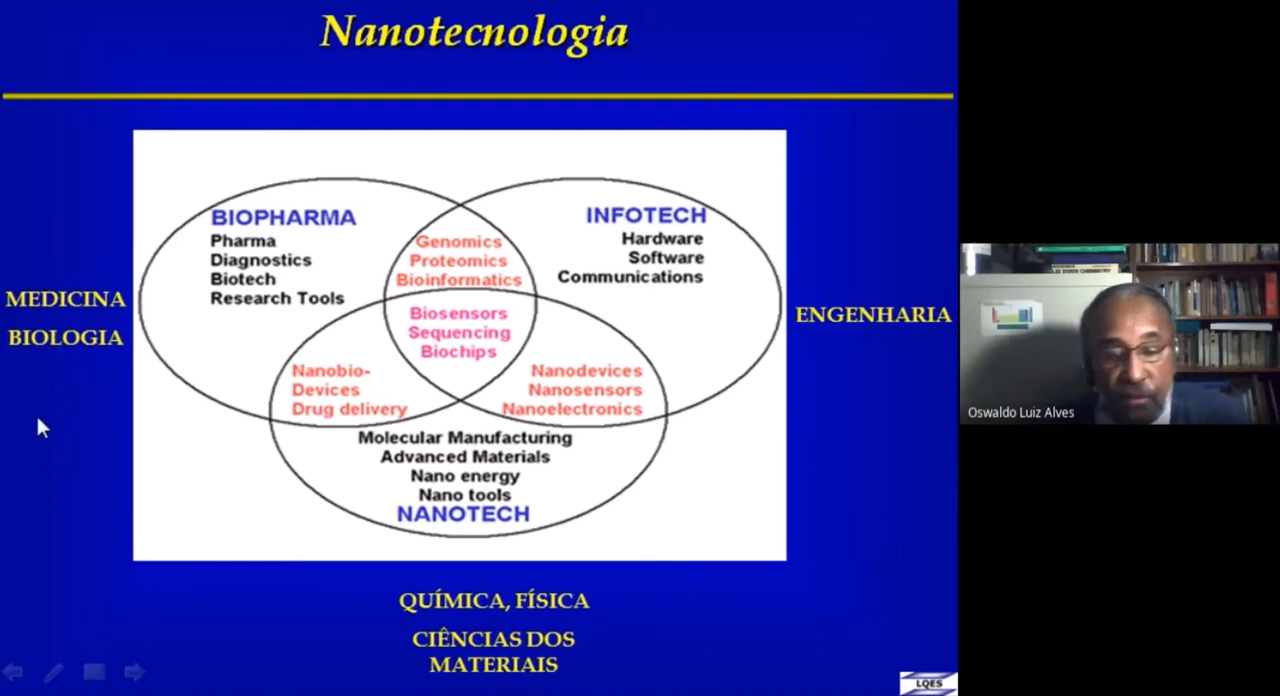 Nanotecnologia
BIOPHARMA
Pharma
Diagnostics
Biotech
Research Tools
Genomics
Proteomics
Bioinformatics
INFOTECH
Hardware
Software
Communications
Biosensors
Sequencing
Biochips
Nanobio-
Devices
Drug delivery
Nanodevices
Nanosensors
Nanoelectronics
Molecular Manufacturing
Advanced Materials
Nano energy
Nano tools
NANOTECH
MEDICINA
BIOLOGIA
ENGENHARIA
QUÍMICA, FÍSICA
CIÊNCIAS DOS
MATERIAIS
LQES
Oswaldo Luiz Alves